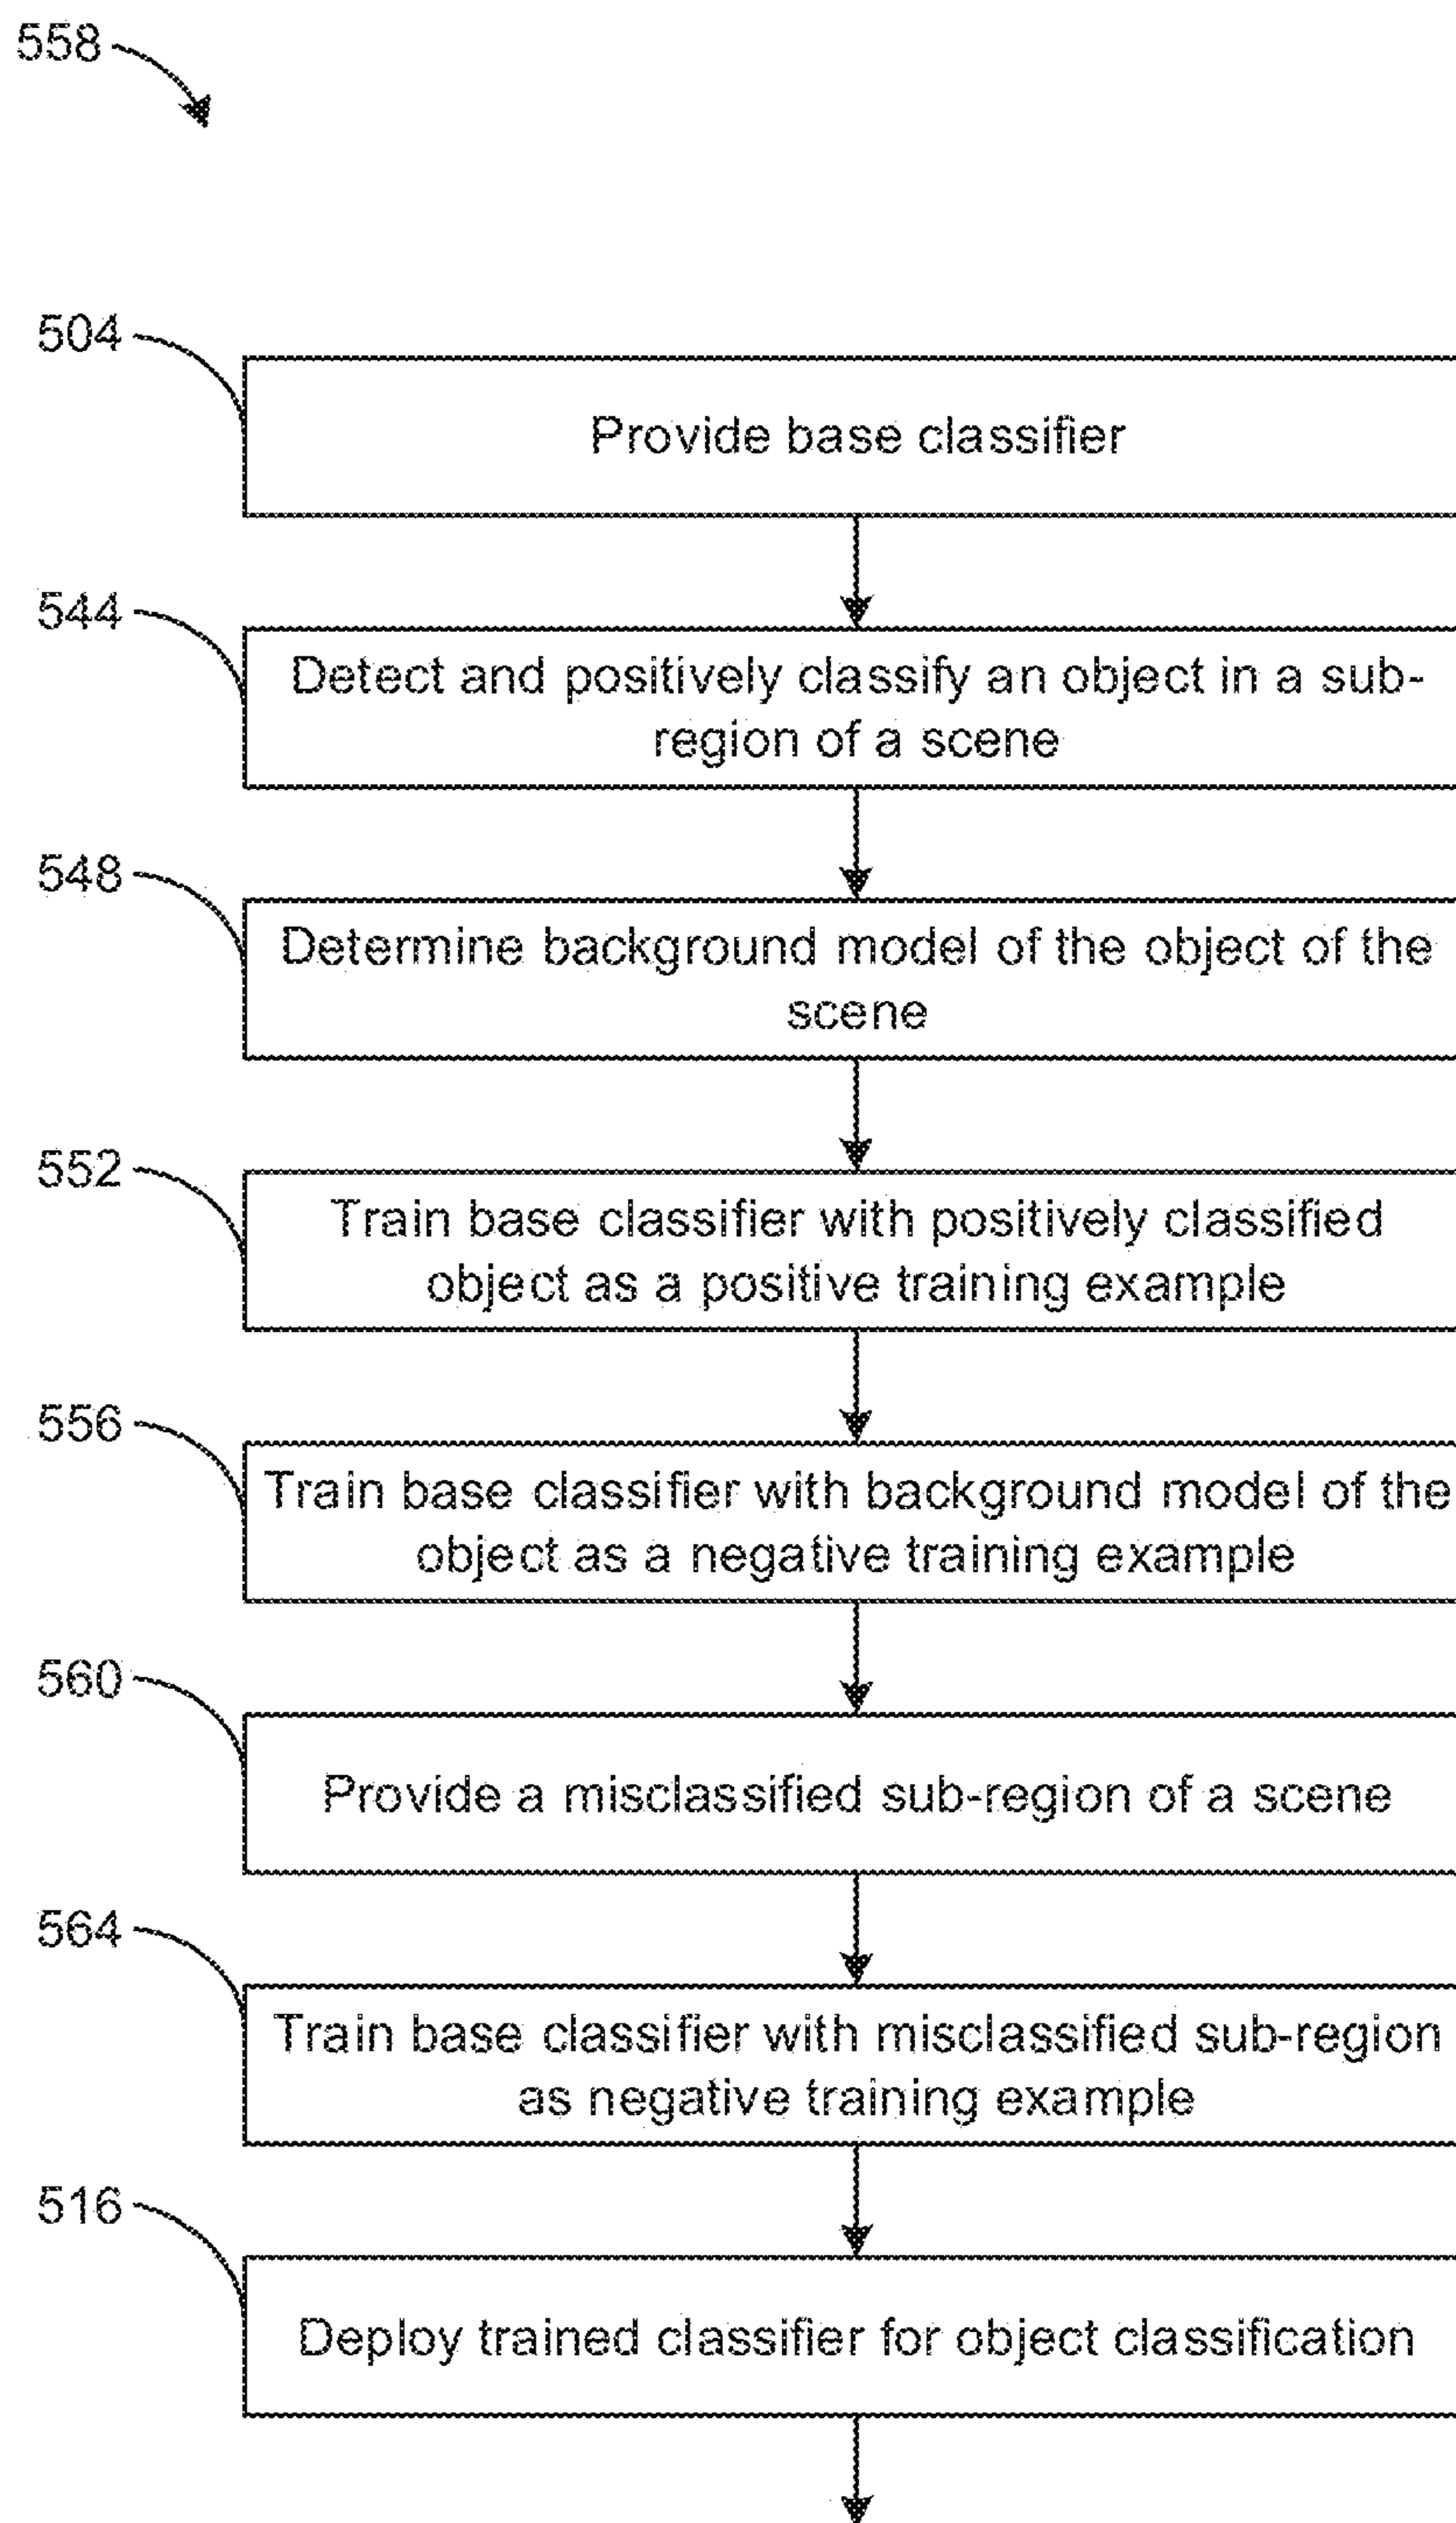 558
504
Provide base classifier
544
Detect and positively classify an object in a sub-
region of a scene
548
Determine background model of the object of the
scene
552
Train base classifier with positively classified
object as a positive training example
556
Train base classifier with background model of the
object as a negative training example
560
Provide a misclassified sub-region of a scene
564
Train base classifier with misclassified sub-region
as negative training example
516
Deploy trained classifier for object classification